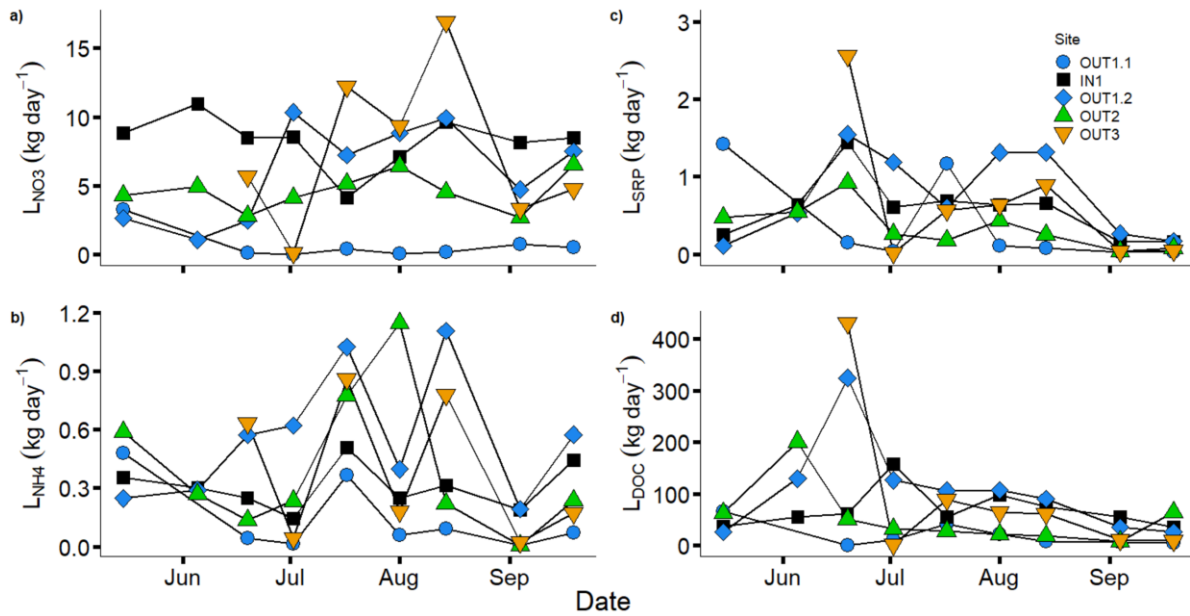 a)
15
10
5
0
L_NO3 (kg day⁻¹)
c)
3
2
1
0
L_SRP (kg day⁻¹)
Site
OUT1.1
IN1
OUT1.2
OUT2
OUT3
b)
1.2
0.9
0.6
0.3
0.0
L_NH4 (kg day⁻¹)
Jun Jul Aug Sep
d)
400
300
200
100
0
L_DOC (kg day⁻¹)
Jun Jul Aug Sep
Date